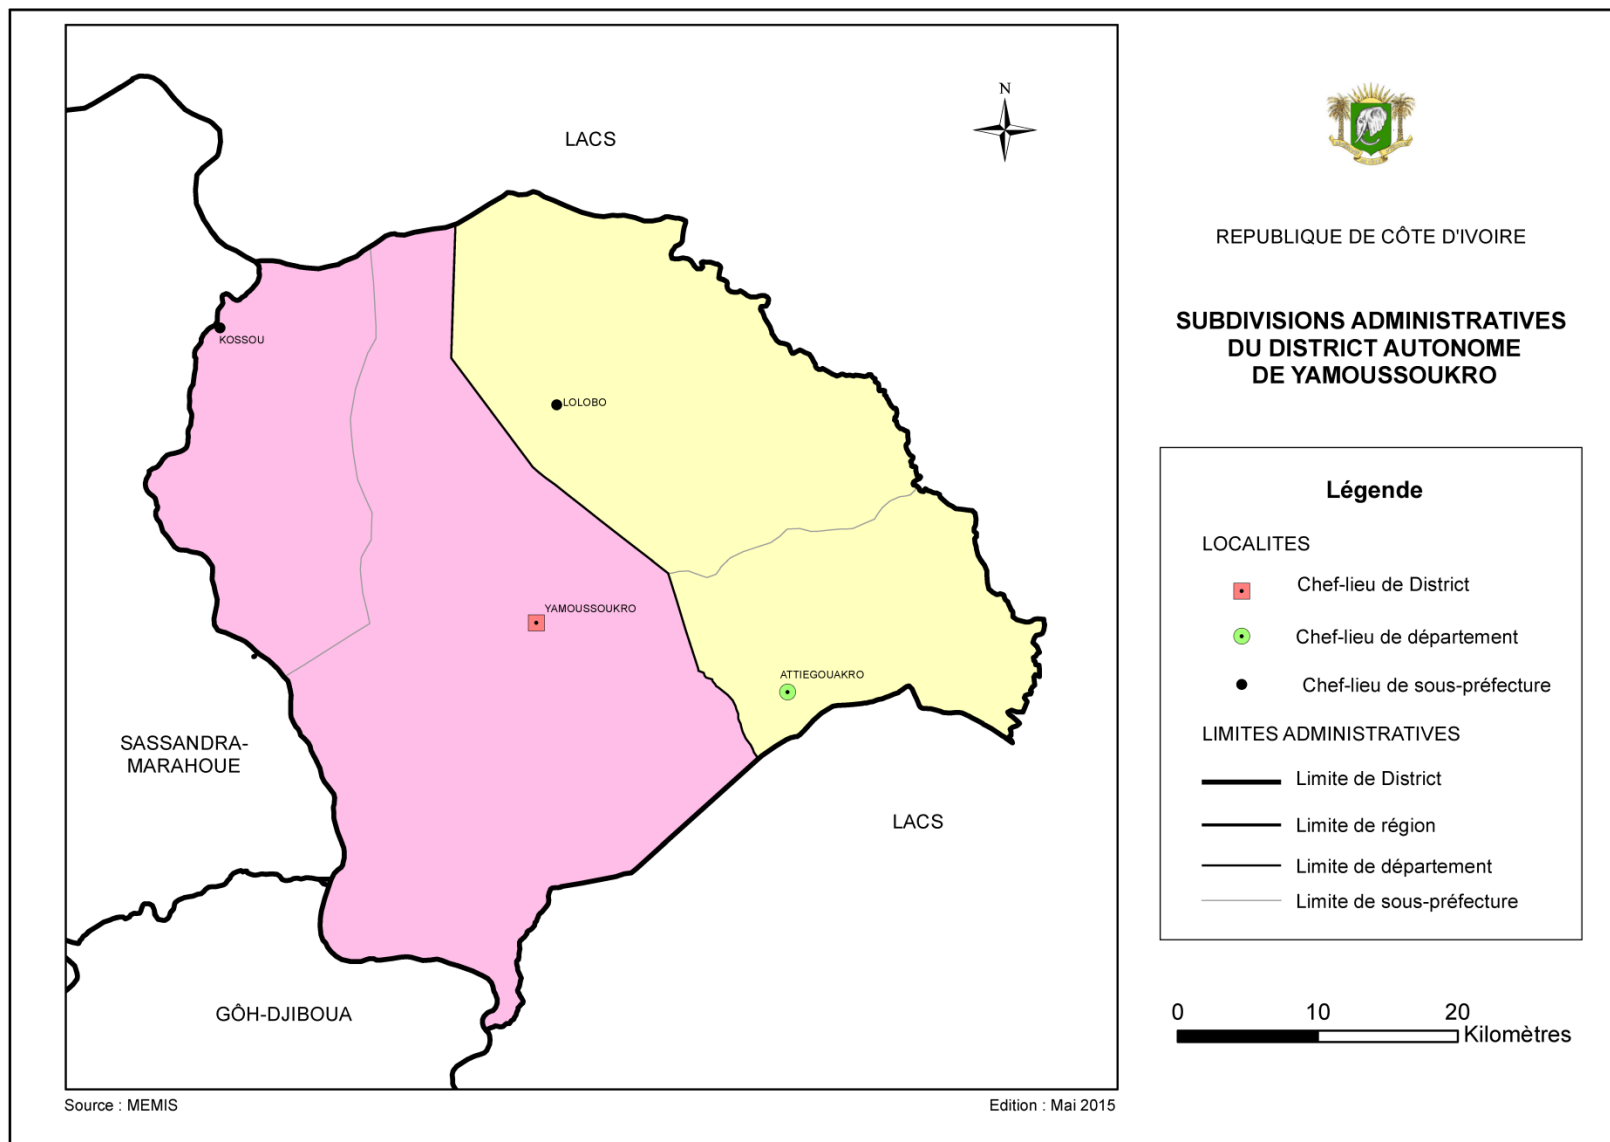 LACS
N
KOSSOU
LOLOBO
YAMOUSSOUKRO
ATTIEGOUAKRO
SASSANDRA-
MARAHOUE
LACS
GÔH-DJIBOUA
Source : MEMIS
Edition : Mai 2015
REPUBLIQUE DE CÔTE D'IVOIRE
SUBDIVISIONS ADMINISTRATIVES
DU DISTRICT AUTONOME
DE YAMOUSSOUKRO
Légende
LOCALITES
Chef-lieu de District
Chef-lieu de département
Chef-lieu de sous-préfecture
LIMITES ADMINISTRATIVES
Limite de District
Limite de région
Limite de département
Limite de sous-préfecture
0 10 20
Kilomètres